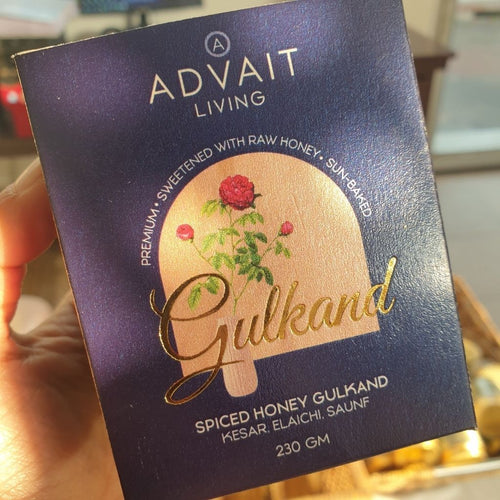 A
ADVAIT
LIVING
PREMIUM • SWEETENED WITH RAW HONEY • SUN-BAKED
Gulkand
SPICED HONEY GULKAND
KESAR, ELAICHI, SAUNF
230 GM